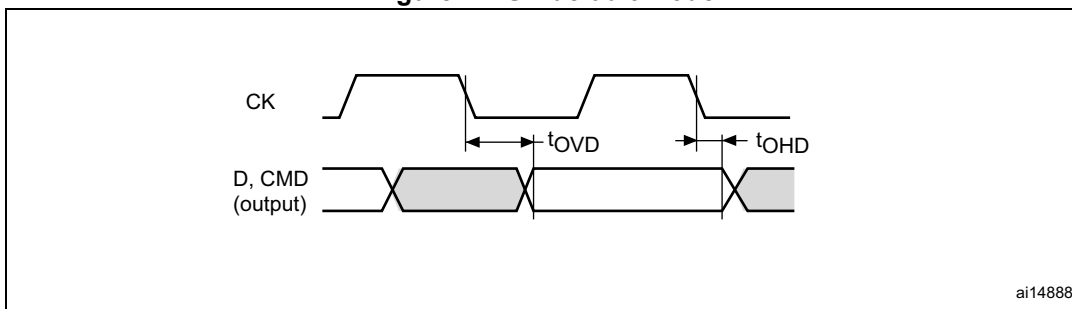 CK
tOVD
tOHD
D, CMD
(output)
ai14888